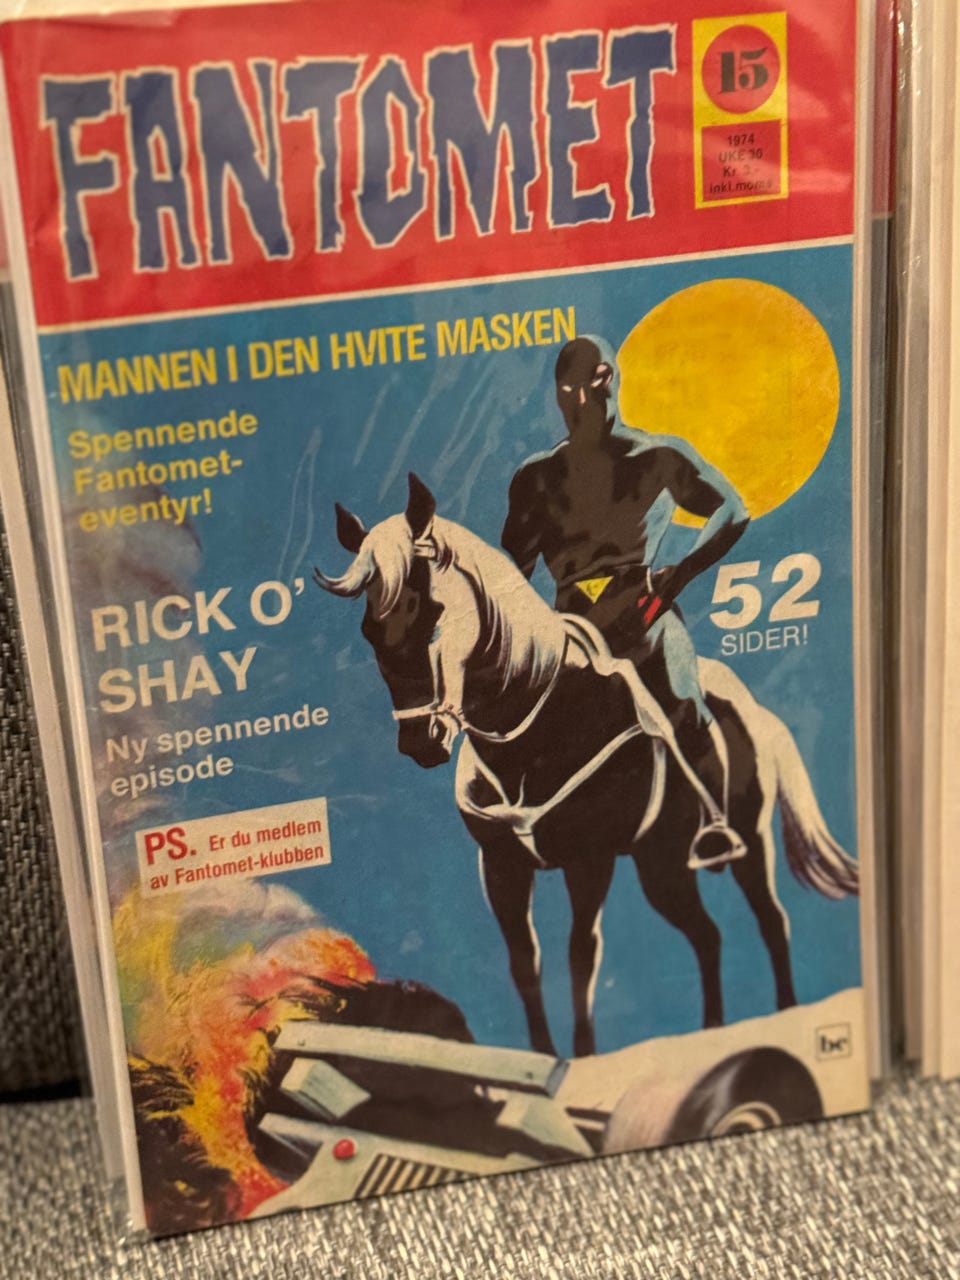 FANTOMET
15
1974
UKE 30
Kr. 3,-
inkl.moms
MANNEN I DEN HVITE MASKEN
Spennende
Fantomet-
eventyr!
RICK O'
SHAY
Ny spennende
episode
52
SIDER!
PS. Er du medlem
av Fantomet-klubben
be